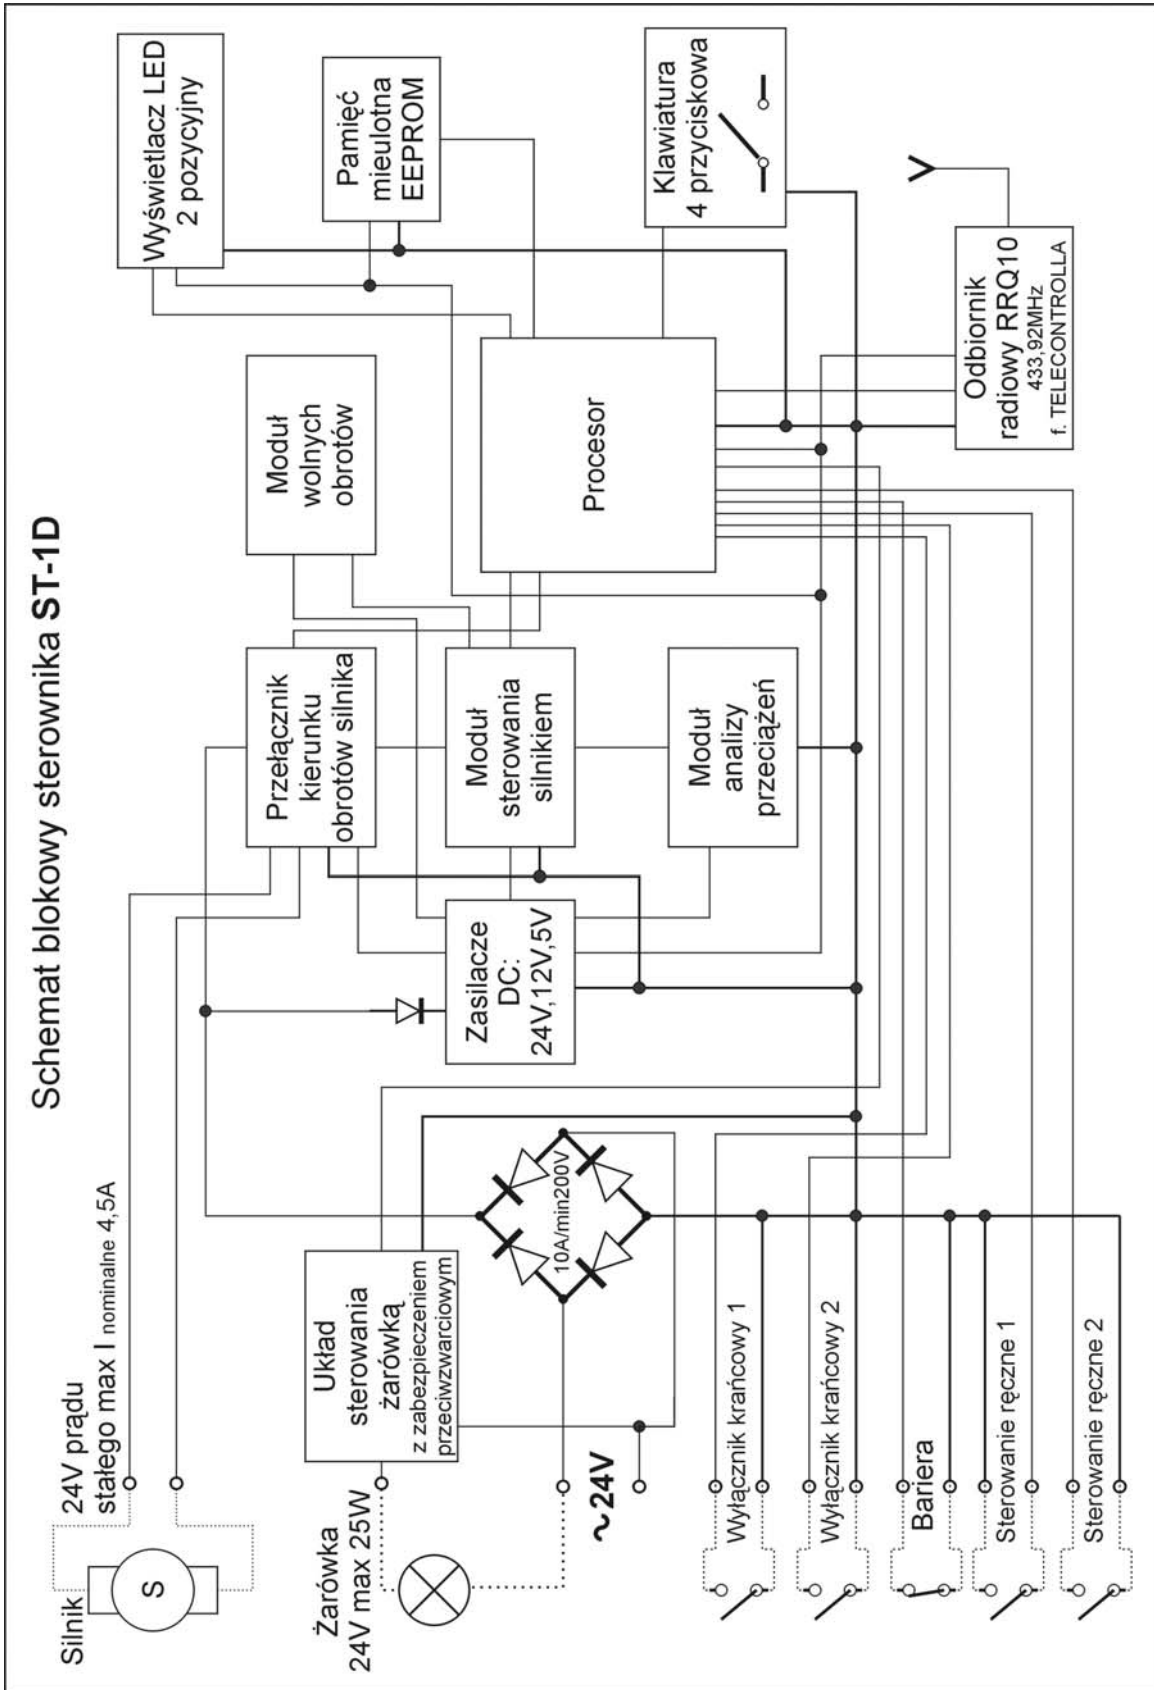 Schemat blokowy sterownika ST-1D
Silnik
S
24V prądu
stałego max I nominalne 4,5A
Żarówka
24V max 25W
~24V
Układ
sterowania
żarówką
z zabezpieczeniem
przeciwzwarciowym
10A/min200V
Zasilacze
DC:
24V,12V,5V
Przełącznik
kierunku
obrotów silnika
Moduł
sterowania
silnikiem
Moduł
analizy
przeciążeń
Moduł
wolnych
obrotów
Procesor
Wyświetlacz LED
2 pozycyjny
Pamięć
mieulotna
EEPROM
Klawiatura
4 przyciskowa
Odbiornik
radiowy RRQ10
433,92MHz
f. TELECONTROLLA
Wyłącznik krańcowy 1
Wyłącznik krańcowy 2
Bariera
Sterowanie ręczne 1
Sterowanie ręczne 2